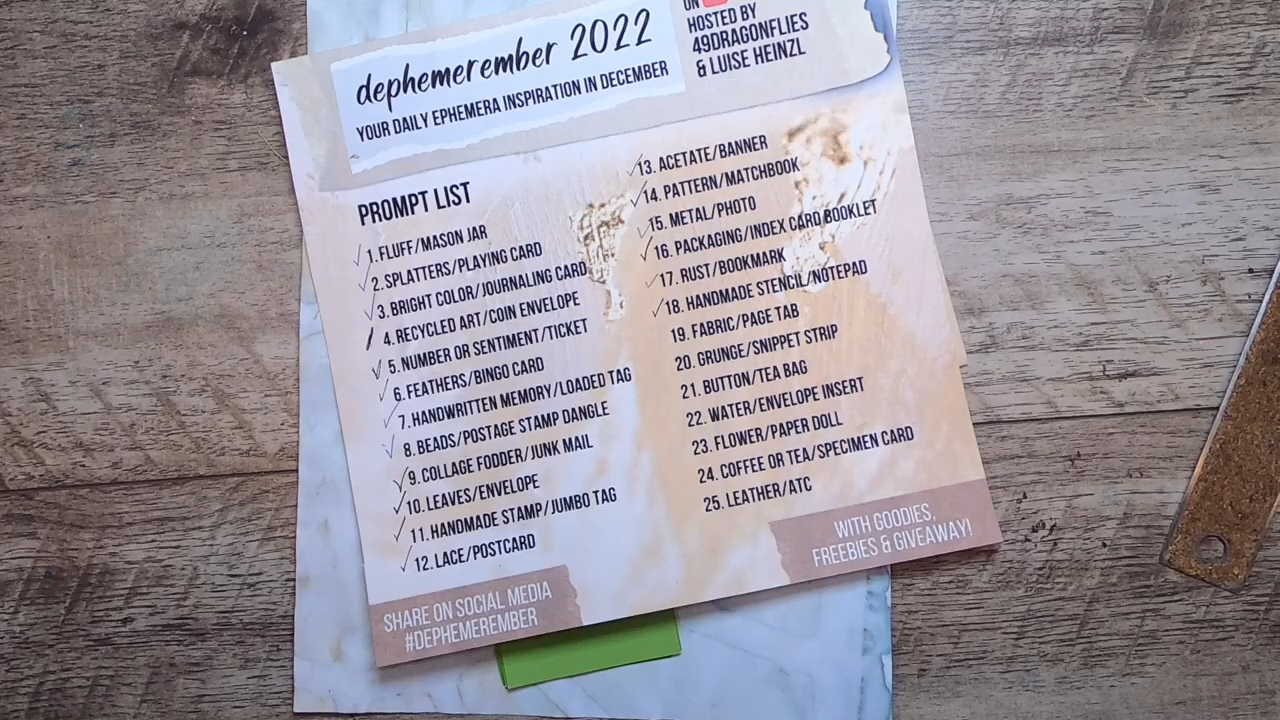 dephemerember 2022
YOUR DAILY EPHEMERA INSPIRATION IN DECEMBER
ON
HOSTED BY
49DRAGONFLIES
& LUISE HEINZL
PROMPT LIST
1. FLUFF/MASON JAR
2. SPLATTERS/PLAYING CARD
3. BRIGHT COLOR/JOURNALING CARD
4. RECYCLED ART/COIN ENVELOPE
5. NUMBER OR SENTIMENT/TICKET
6. FEATHERS/BINGO CARD
7. HANDWRITTEN MEMORY/LOADED TAG
8. BEADS/POSTAGE STAMP DANGLE
9. COLLAGE FODDER/JUNK MAIL
10. LEAVES/ENVELOPE
11. HANDMADE STAMP/JUMBO TAG
12. LACE/POSTCARD
13. ACETATE/BANNER
14. PATTERN/MATCHBOOK
15. METAL/PHOTO
16. PACKAGING/INDEX CARD BOOKLET
17. RUST/BOOKMARK
18. HANDMADE STENCIL/NOTEPAD
19. FABRIC/PAGE TAB
20. GRUNGE/SNIPPET STRIP
21. BUTTON/TEA BAG
22. WATER/ENVELOPE INSERT
23. FLOWER/PAPER DOLL
24. COFFEE OR TEA/SPECIMEN CARD
25. LEATHER/ATC
SHARE ON SOCIAL MEDIA
#DEPHEMEREMBER
WITH GOODIES,
FREEBIES & GIVEAWAY!